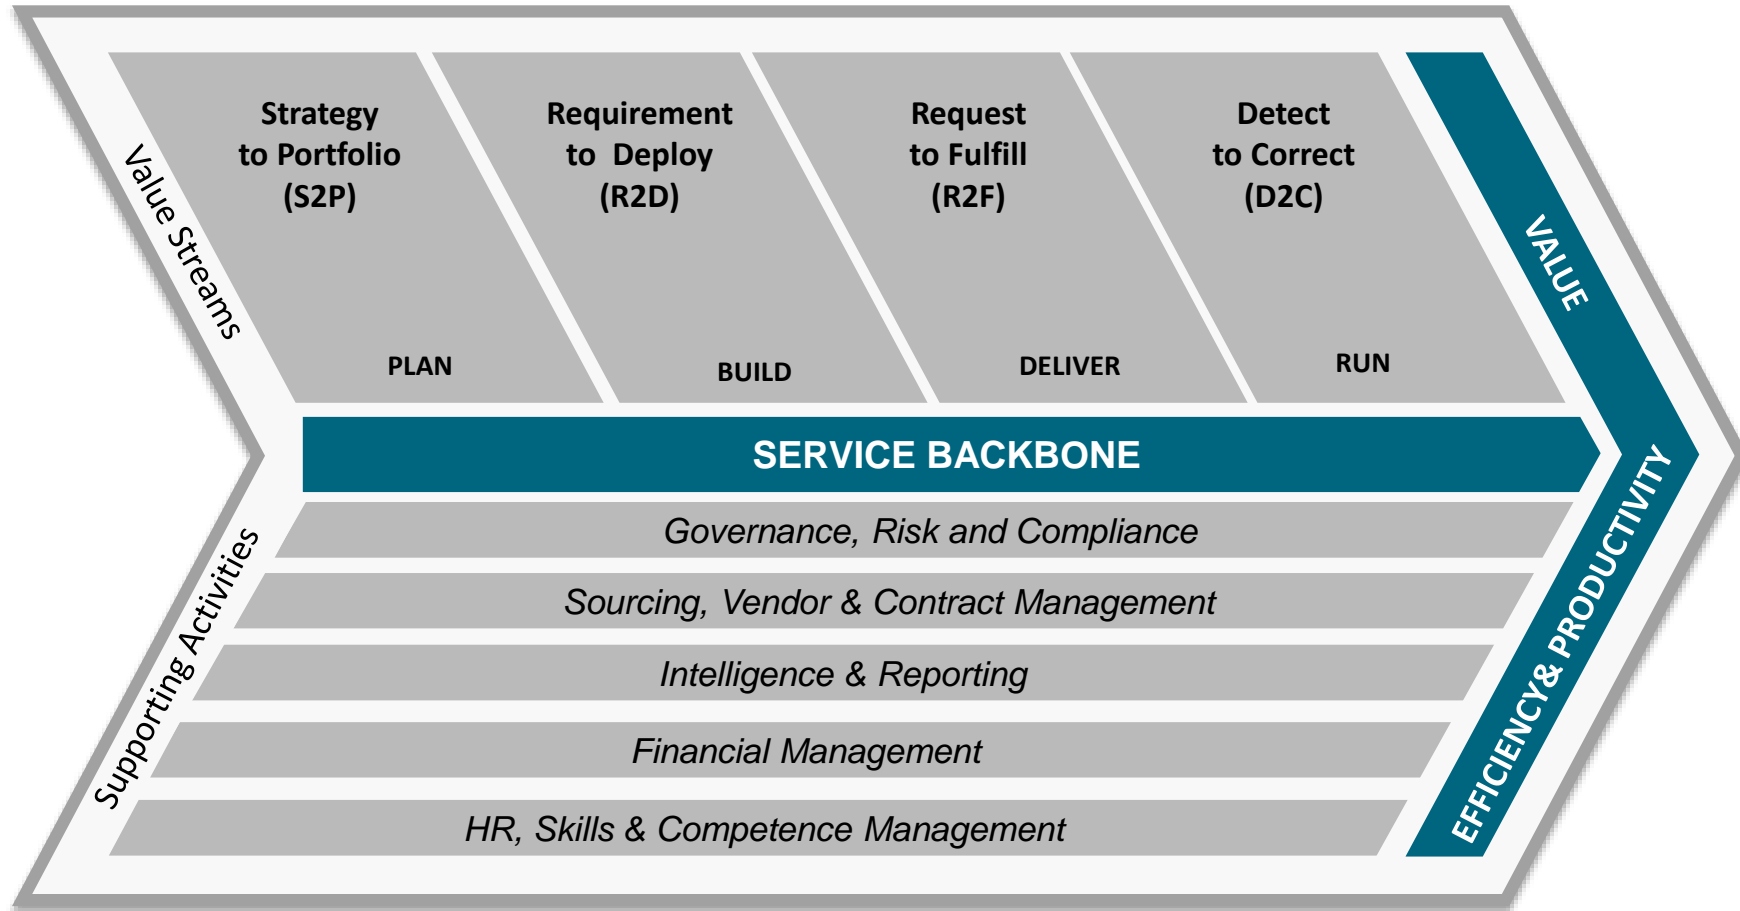 Value Streams
Strategy
to Portfolio
(S2P)
PLAN
Requirement
to  Deploy
(R2D)
BUILD
Request
to Fulfill
(R2F)
DELIVER
Detect
to Correct
(D2C)
RUN
VALUE
SERVICE BACKBONE
Supporting Activities
Governance, Risk and Compliance
Sourcing, Vendor & Contract Management
Intelligence & Reporting
Financial Management
HR, Skills & Competence Management
EFFICIENCY& PRODUCTIVITY